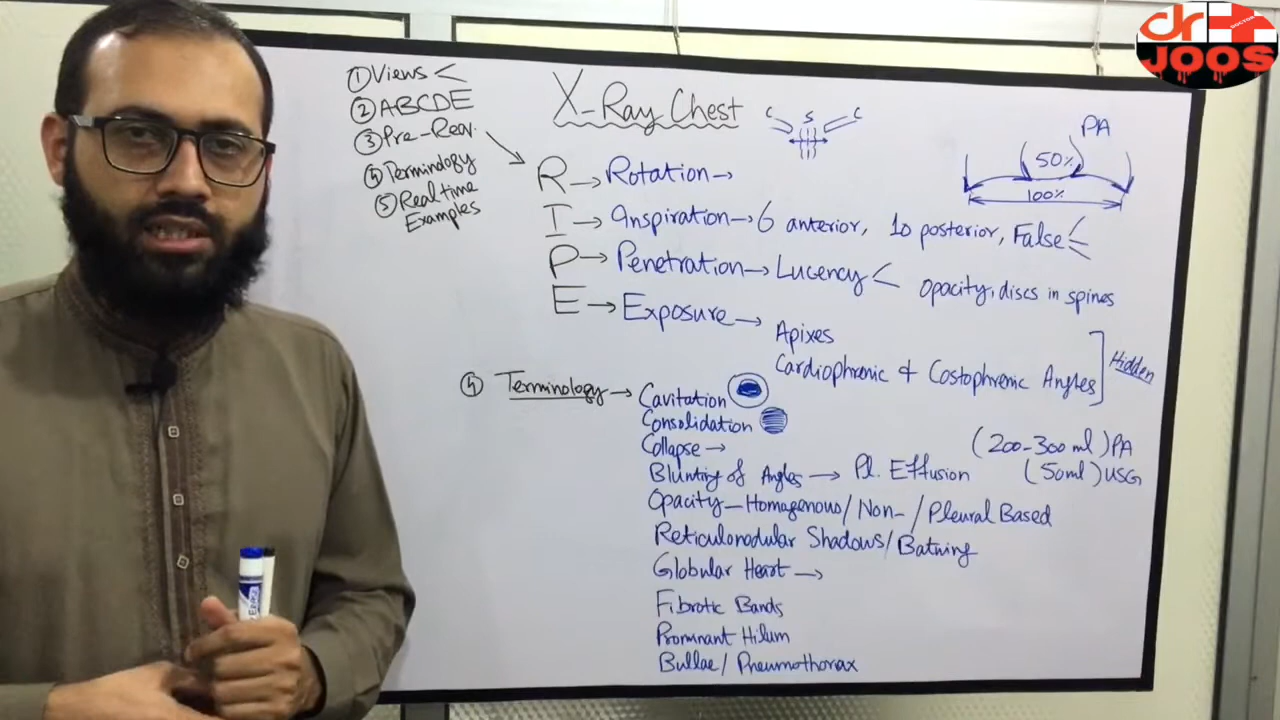 dr
DOCTOR
JOOS
① Views <
② ABCDE
③ Pre-Req.
④ Terminology
⑤ Realtime
Examples
X-Ray Chest
C S C
PA
50%
100%
R → Rotation →
I → Inspiration → 6 anterior, 10 posterior, False
P → Penetration → Lucency < Opacity, discs in spines
E → Exposure → Apixes
Cardiophrenic & Costophrenic Angles
Hidden
④ Terminology → Cavitation
Consolidation
Collapse →
(200-300 ml) PA
Blunting of Angles → Pl. Effusion (50ml) USG
Opacity – Homogenous / Non- / Pleural Based
Reticulonodular Shadows / Batwing
Globular Heart →
Fibrotic Bands
Prominant Hilum
Bullae / Pneumothorax